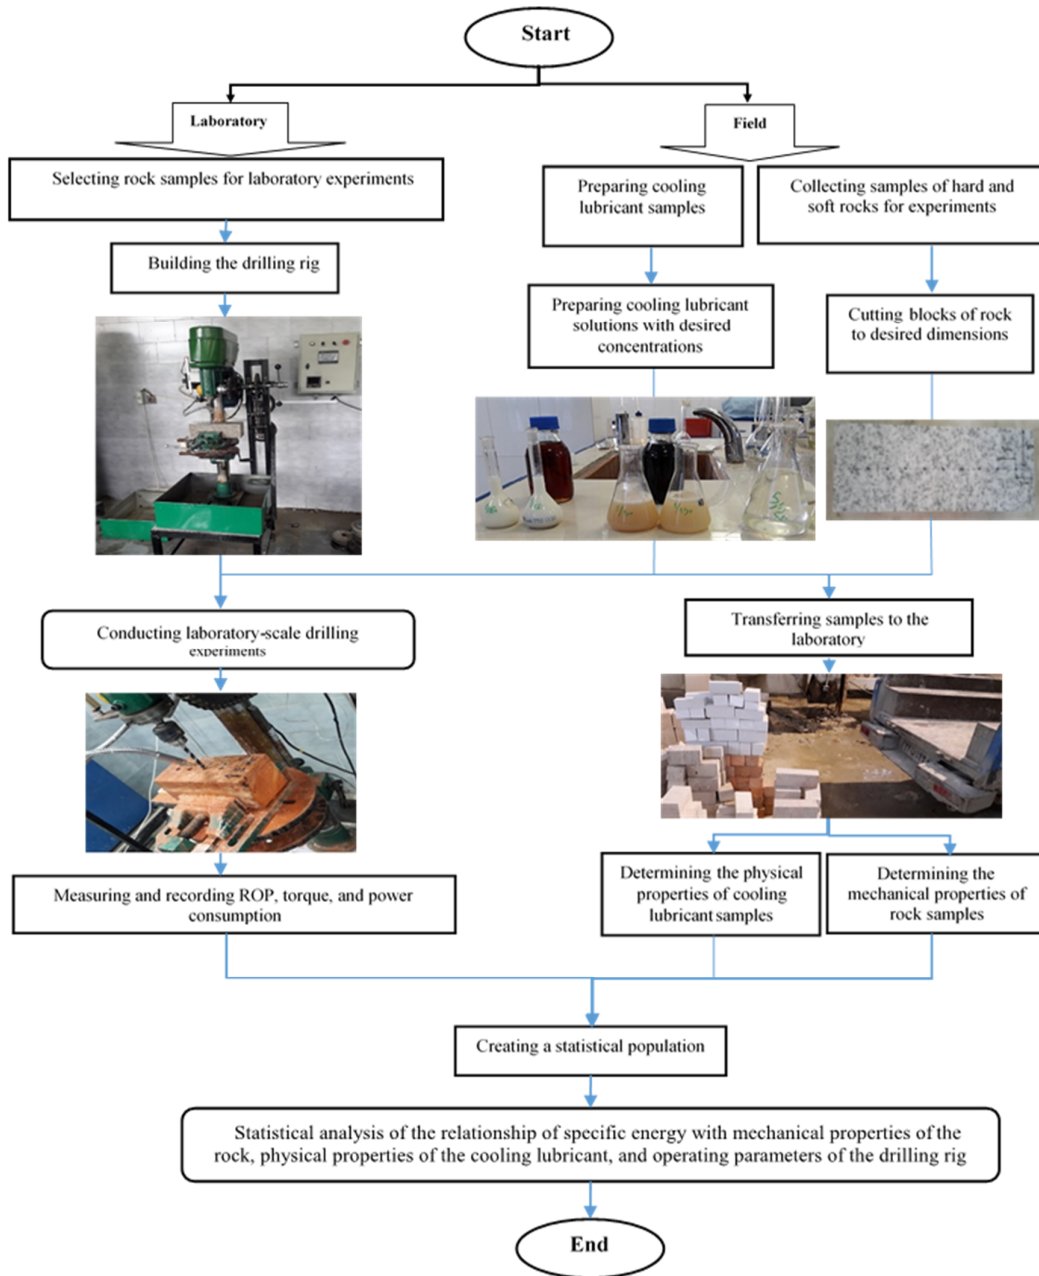 Start
Laboratory
Field
Selecting rock samples for laboratory experiments
Preparing cooling
lubricant samples
Collecting samples of hard and
soft rocks for experiments
Building the drilling rig
Preparing cooling lubricant
solutions with desired
concentrations
Cutting blocks of rock
to desired dimensions
Conducting laboratory-scale drilling
experiments
Transferring samples to the
laboratory
Measuring and recording ROP, torque, and power
consumption
Determining the physical
properties of cooling
lubricant samples
Determining the
mechanical properties of
rock samples
Creating a statistical population
Statistical analysis of the relationship of specific energy with mechanical properties of the
rock, physical properties of the cooling lubricant, and operating parameters of the drilling rig
End